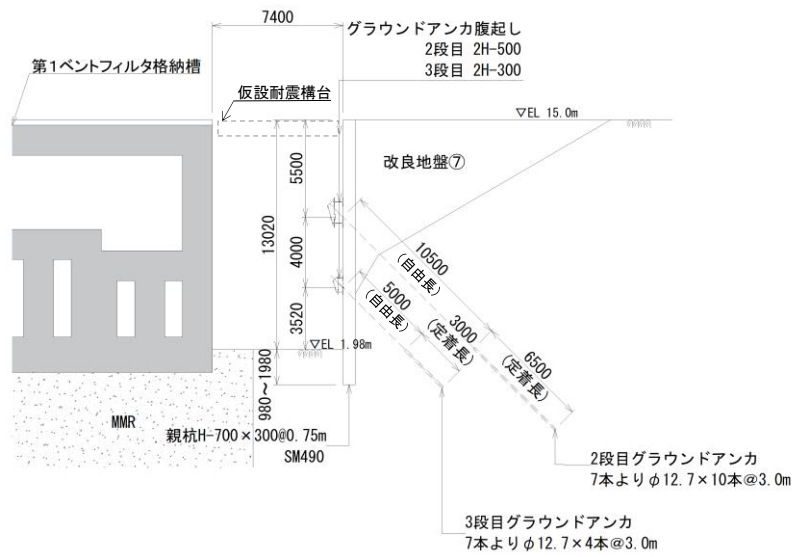 7400
グラウンドアンカ腹起し
2段目 2H-500
3段目 2H-300
第1ベントフィルタ格納槽
仮設耐震構台
▽EL 15.0m
改良地盤⑦
5500
13020
4000
3520
10500
(自由長)
5000
(自由長)
3000
(定着長)
6500
(定着長)
▽EL 1.98m
980～1980
MMR
親杭H-700×300@0.75m
SM490
2段目グラウンドアンカ
7本よりφ12.7×10本@3.0m
3段目グラウンドアンカ
7本よりφ12.7×4本@3.0m